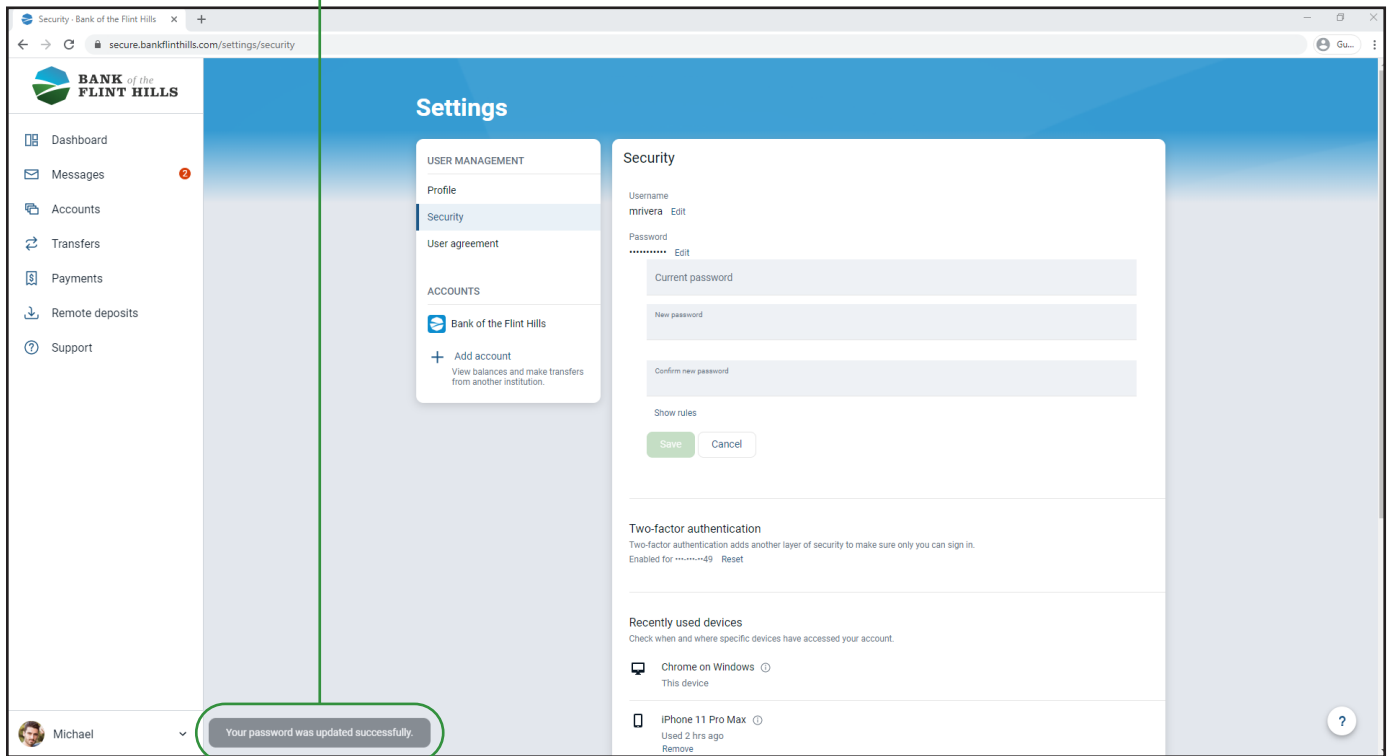 Security - Bank of the Flint Hills
secure.bankflinthills.com/settings/security
Gu...
BANK of the
FLINT HILLS
Dashboard
Messages
2
Accounts
Transfers
Payments
Remote deposits
Support
Michael
Settings
USER MANAGEMENT
Profile
Security
User agreement
ACCOUNTS
Bank of the Flint Hills
Add account
View balances and make transfers
from another institution.
Security
Username
mrivera Edit
Password
••••••••••• Edit
Current password
New password
Confirm new password
Show rules
Save Cancel
Two-factor authentication
Two-factor authentication adds another layer of security to make sure only you can sign in.
Enabled for •••-•••-••49 Reset
Recently used devices
Check when and where specific devices have accessed your account.
Chrome on Windows
This device
iPhone 11 Pro Max
Used 2 hrs ago
Remove
Your password was updated successfully.
?